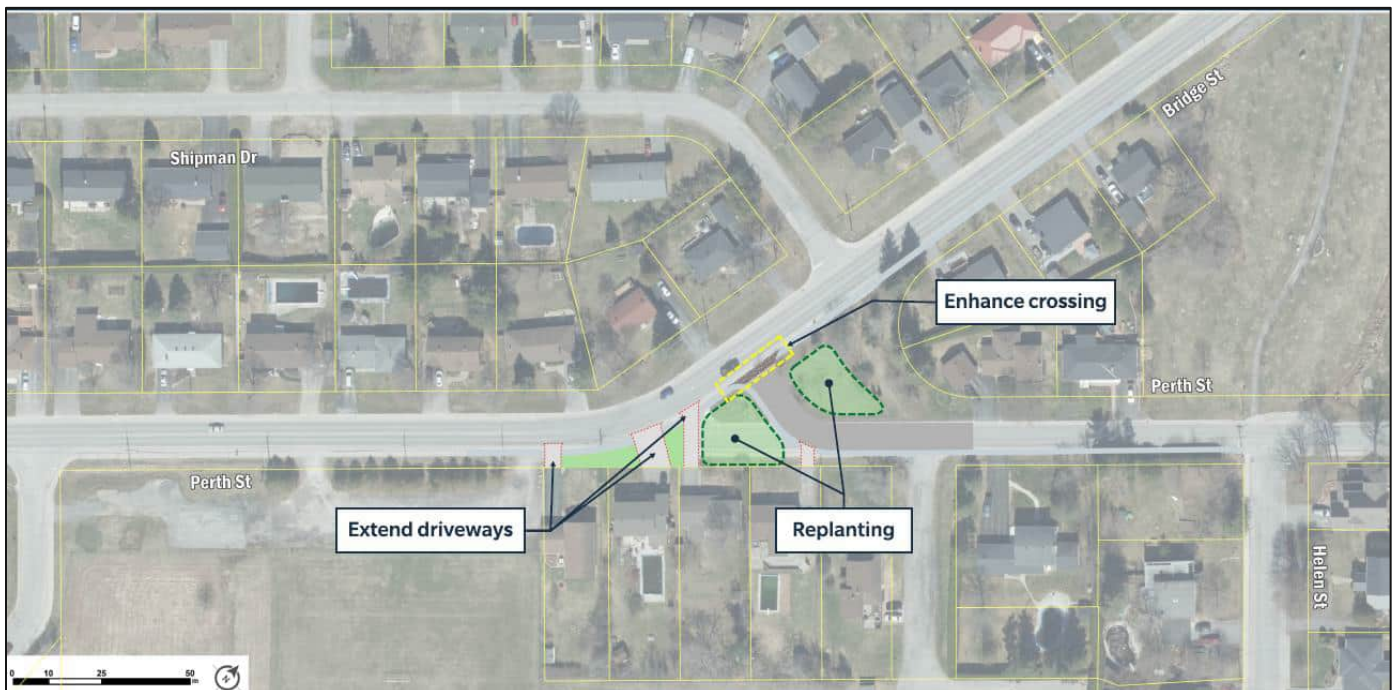 Bridge St
Shipman Dr
Enhance crossing
Perth St
Perth St
Extend driveways
Replanting
Helen St
0 10 25 50
m
N